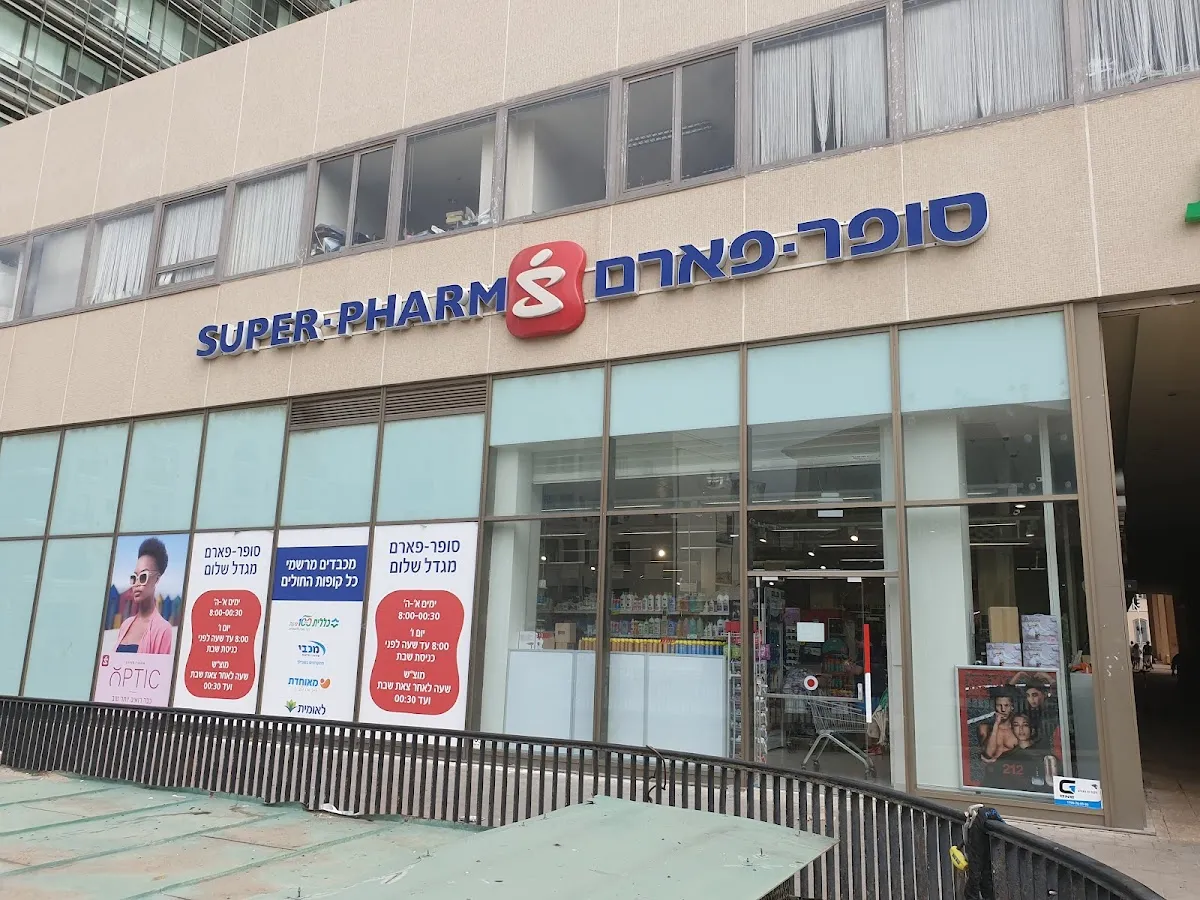 SUPER-PHARM
סופר-פארם
OPTIC
סופר-פארם
מגדל שלום
ימים א'-ה'
8:00-00:30
יום ו'
8:00 עד שעה לפני
כניסת שבת
מוצ"ש
שעה לאחר צאת שבת
ועד 00:30
מכבדים מרשמי
כל קופות החולים
כללית
מכבי
מאוחדת
לאומית
סופר-פארם
מגדל שלום
ימים א'-ה'
8:00-00:30
יום ו'
8:00 עד שעה לפני
כניסת שבת
מוצ"ש
שעה לאחר צאת שבת
ועד 00:30
212